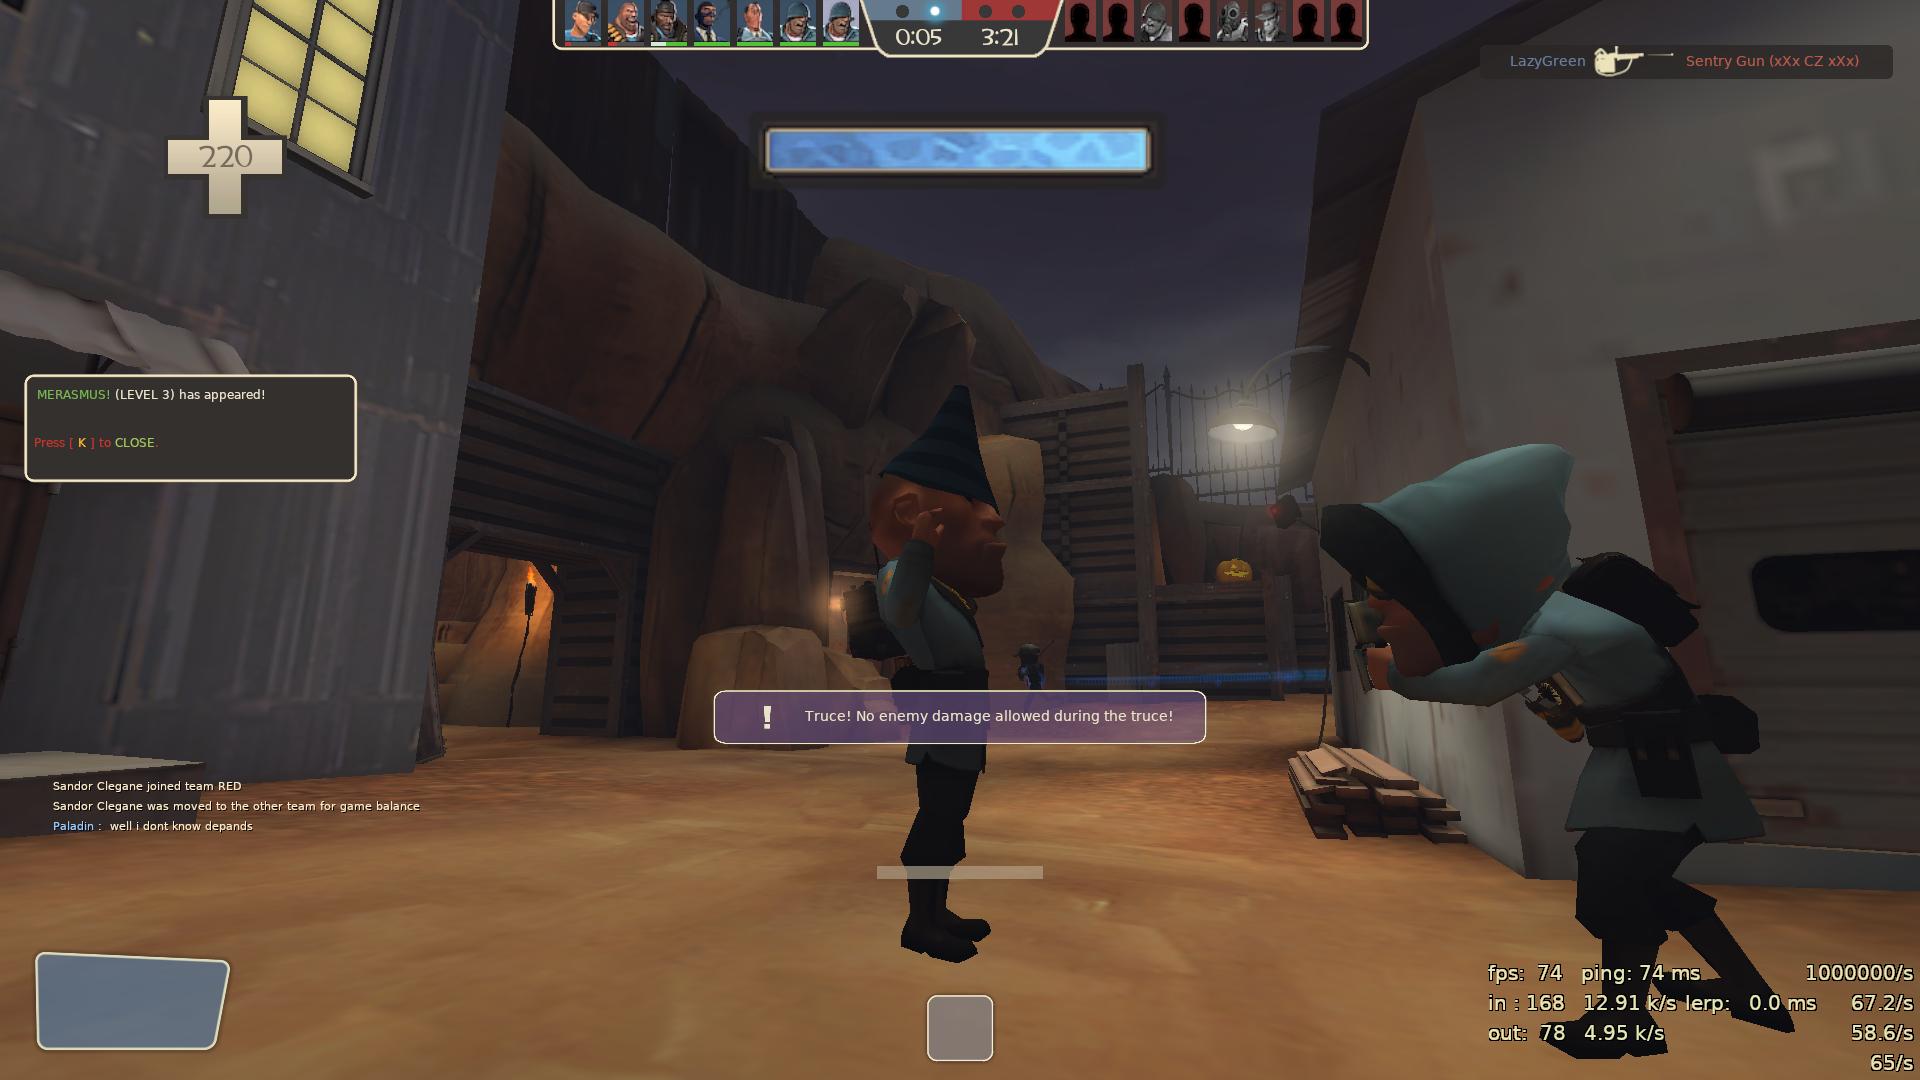 0:05 3:21
LazyGreen Sentry Gun (xXx CZ xXx)
220
MERASMUS! (LEVEL 3) has appeared!
Press [ K ] to CLOSE.
! Truce! No enemy damage allowed during the truce!
Sandor Clegane joined team RED
Sandor Clegane was moved to the other team for game balance
Paladin : well i dont know depands
fps: 74 ping: 74 ms 1000000/s
in : 168 12.91 k/s lerp: 0.0 ms 67.2/s
out: 78 4.95 k/s 58.6/s
65/s